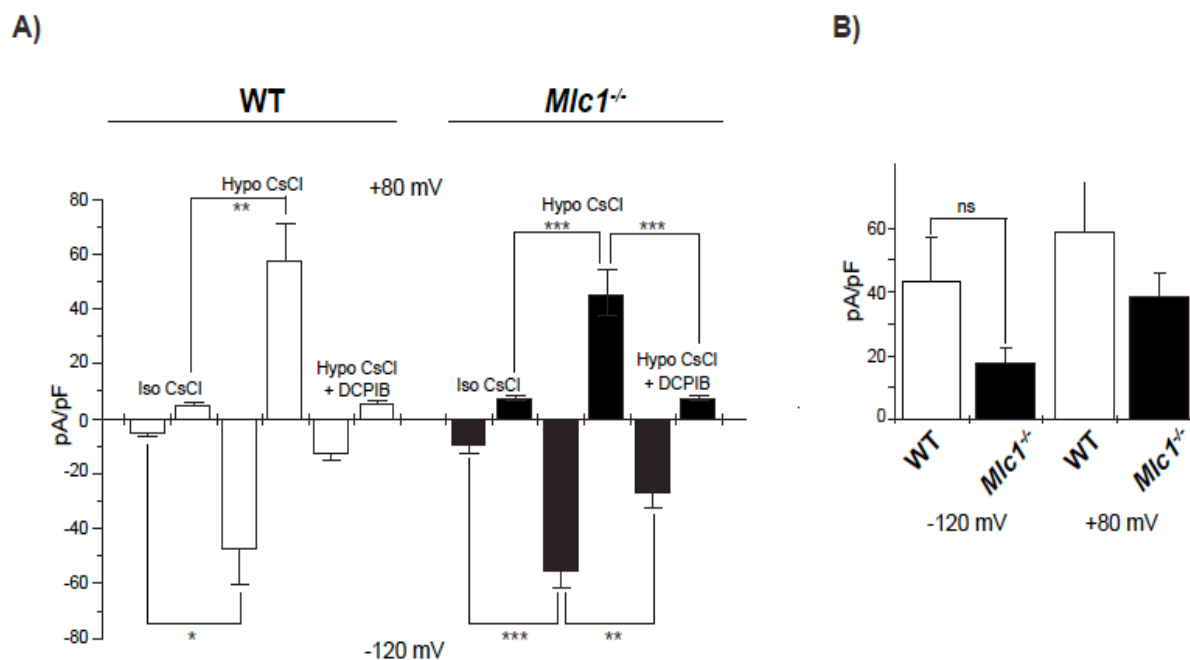 A)
B)
WT
Mlc1-/-
Hypo CsCl
+80 mV
**
Hypo CsCl
***
***
80
60
40
20
0
-20
-40
-60
-80
pA/pF
Iso CsCl
Hypo CsCl
+ DCPIB
Iso CsCl
Hypo CsCl
+ DCPIB
*
-120 mV
***
**
ns
60
40
20
0
pA/pF
WT
Mlc1-/-
WT
Mlc1-/-
-120 mV
+80 mV